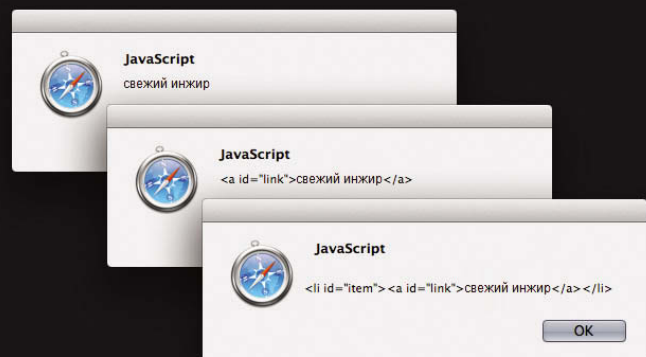 JavaScript
свежий инжир
JavaScript
<a id="link">свежий инжир</a>
JavaScript
<li id="item"><a id="link">свежий инжир</a></li>
OK